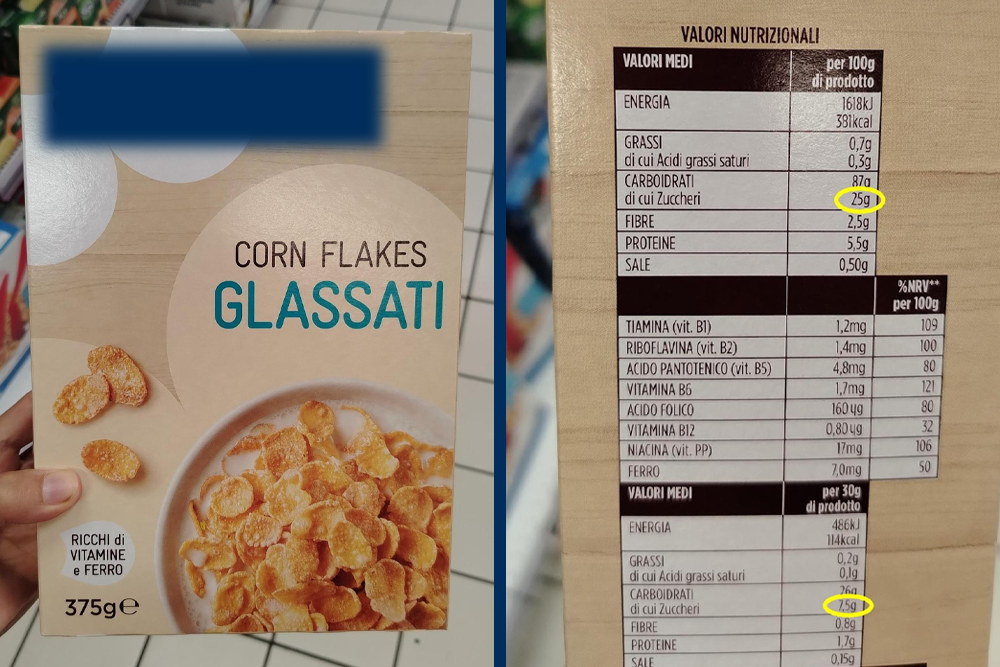 CORN FLAKES
GLASSATI
RICCHI di
VITAMINE
e FERRO
375g℮
VALORI NUTRIZIONALI
VALORI MEDI per 100g
di prodotto
ENERGIA 1618kJ
381kcal
GRASSI 0,7g
di cui Acidi grassi saturi 0,3g
CARBOIDRATI 87g
di cui Zuccheri 25g
FIBRE 2,5g
PROTEINE 5,5g
SALE 0,50g
%NRV**
per 100g
TIAMINA (vit. B1) 1,2mg 109
RIBOFLAVINA (vit. B2) 1,4mg 100
ACIDO PANTOTENICO (vit. B5) 4,8mg 80
VITAMINA B6 1,7mg 121
ACIDO FOLICO 160 µg 80
VITAMINA B12 0,80 µg 32
NIACINA (vit. PP) 17mg 106
FERRO 7,0mg 50
VALORI MEDI per 30g
di prodotto
ENERGIA 486kJ
114kcal
GRASSI 0,2g
di cui Acidi grassi saturi 0,1g
CARBOIDRATI 26g
di cui Zuccheri 7,5g
FIBRE 0,8g
PROTEINE 1,7g
SALE 0,15g